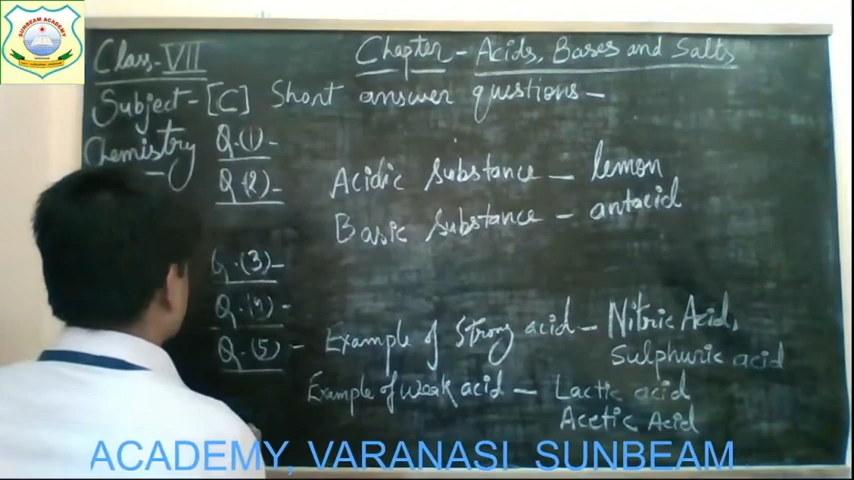 SUNBEAM ACADEMY
Class-VII
Chapter - Acids, Bases and Salts
Subject - [C] Short answer questions -
Chemistry
Q.(1)-
Q.(2)- Acidic substance - lemon
Basic substance - antacid
Q.(3)-
Q.(4)-
Q.(5)- Example of Strong acid - Nitric Acid,
Sulphuric acid
Example of weak acid - Lactic acid
Acetic Acid
ACADEMY, VARANASI SUNBEAM